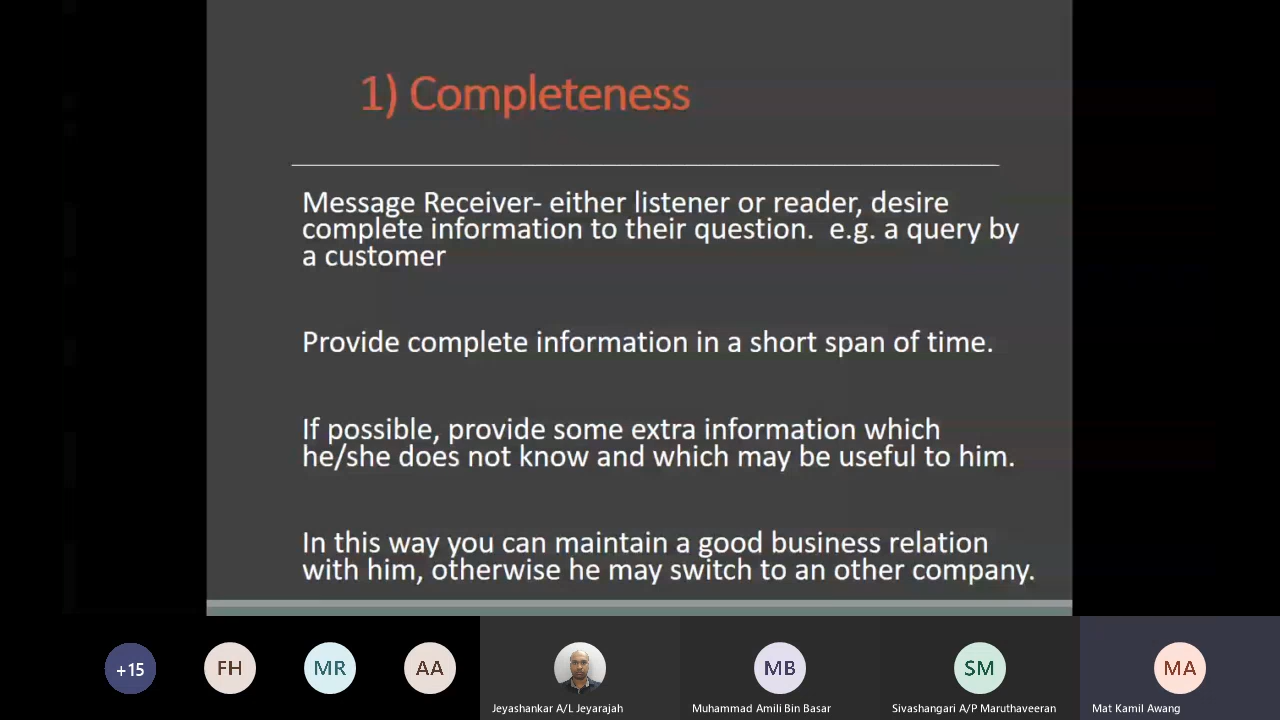 1) Completeness
Message Receiver- either listener or reader, desire
complete information to their question.  e.g. a query by
a customer
Provide complete information in a short span of time.
If possible, provide some extra information which
he/she does not know and which may be useful to him.
In this way you can maintain a good business relation
with him, otherwise he may switch to an other company.
+15
FH
MR
AA
MB
SM
MA
Jeyashankar A/L Jeyarajah
Muhammad Amili Bin Basar
Sivashangari A/P Maruthaveeran
Mat Kamil Awang